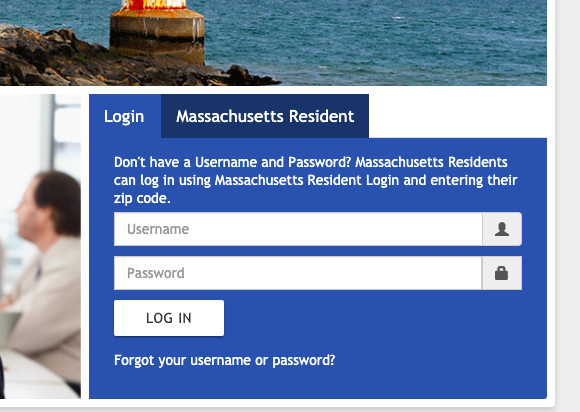 Login
Massachusetts Resident
Don't have a Username and Password? Massachusetts Residents
can log in using Massachusetts Resident Login and entering their
zip code.
Username
Password
LOG IN
Forgot your username or password?